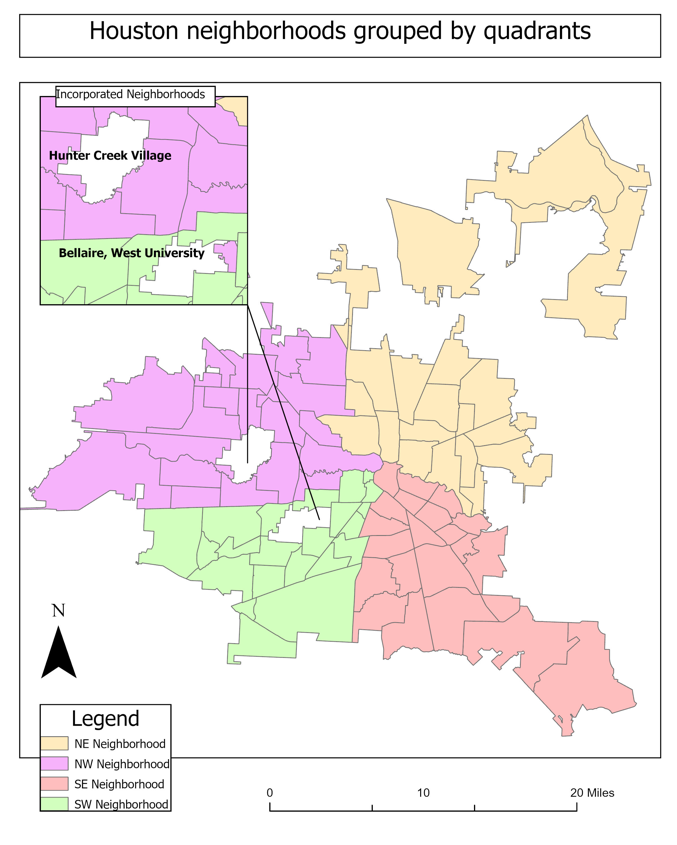 Houston neighborhoods grouped by quadrants
Incorporated Neighborhoods
Hunter Creek Village
Bellaire, West University
N
Legend
NE Neighborhood
NW Neighborhood
SE Neighborhood
SW Neighborhood
0 10 20 Miles